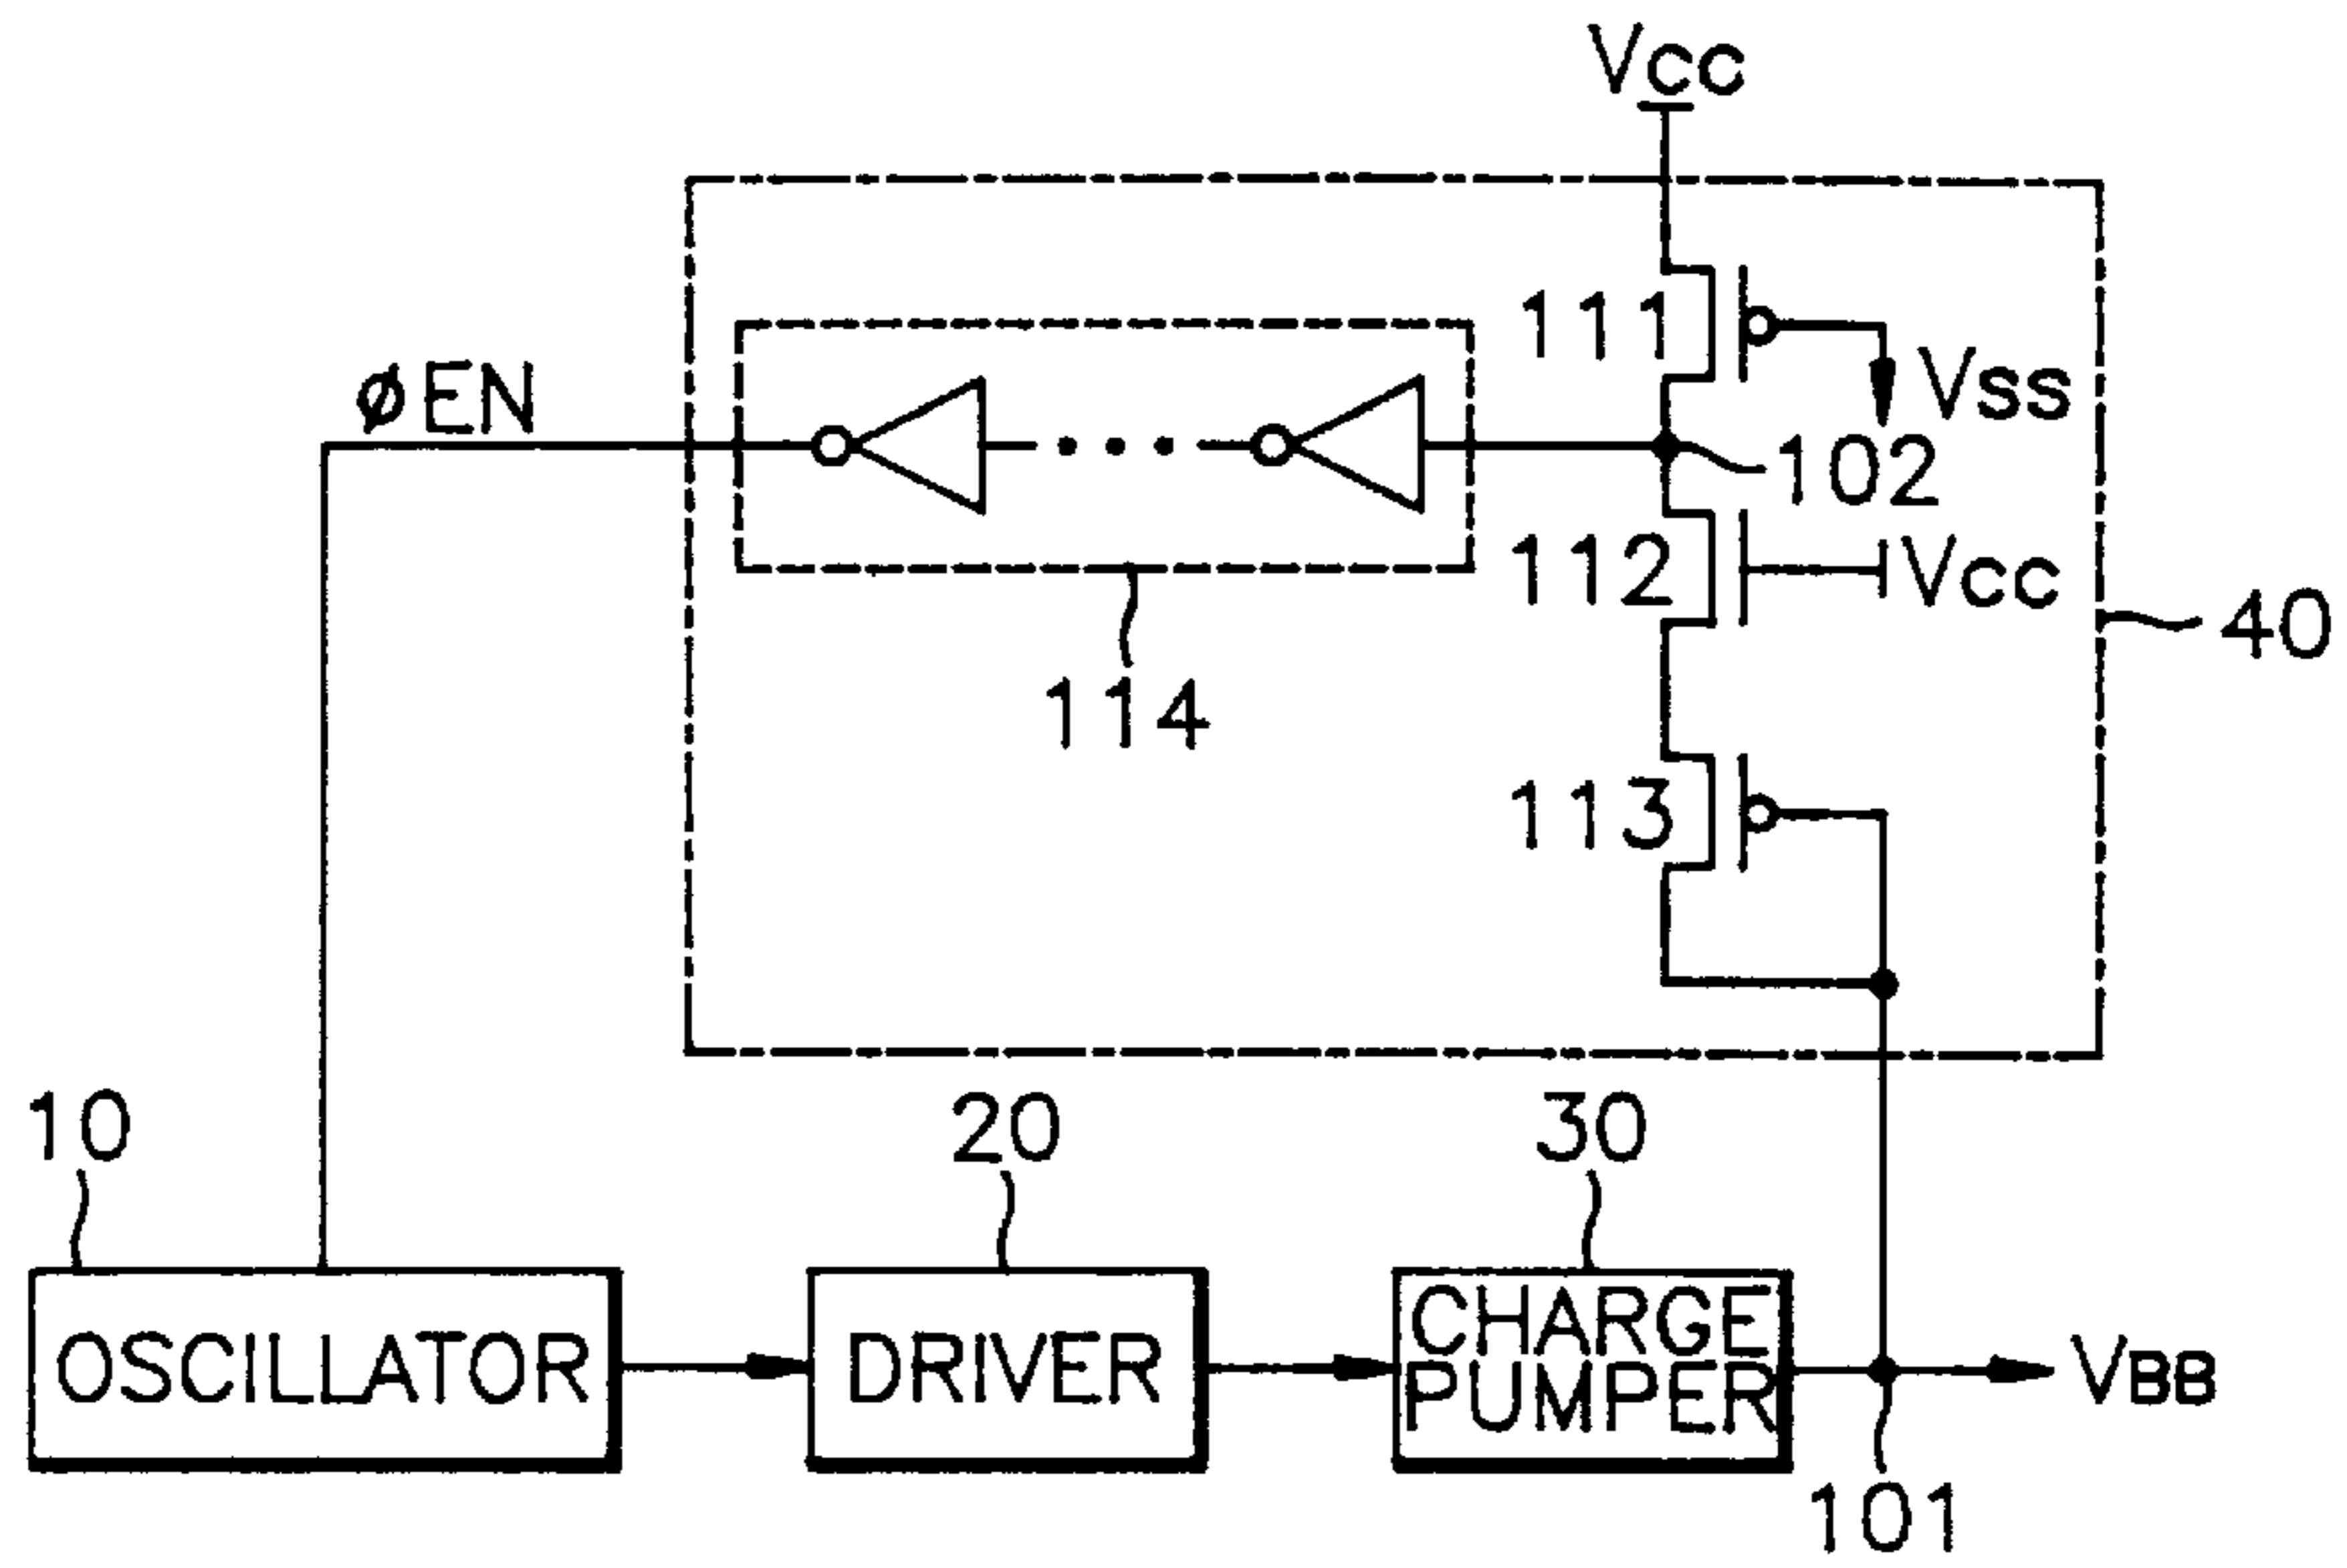 Vcc
111
øEN
Vss
102
112
Vcc
40
114
113
10
20
30
OSCILLATOR
DRIVER
CHARGE
PUMPER
VBB
101